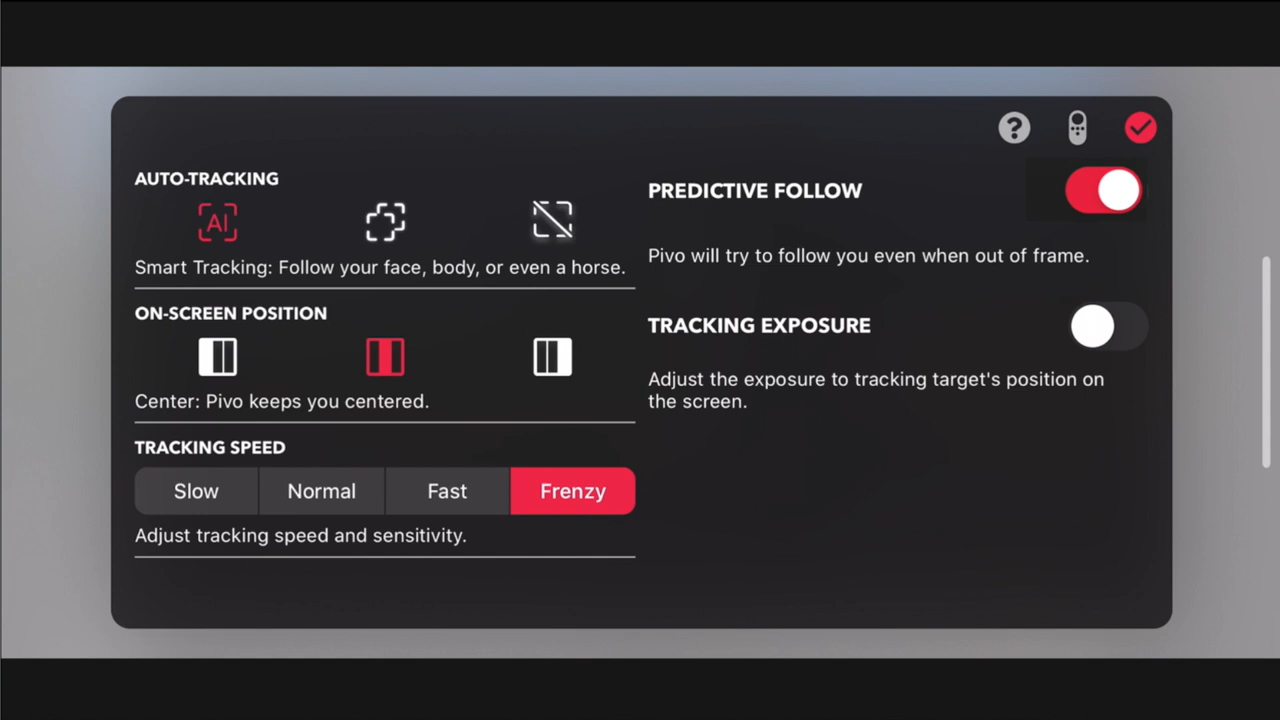 AUTO-TRACKING
AI
Smart Tracking: Follow your face, body, or even a horse.
ON-SCREEN POSITION
Center: Pivo keeps you centered.
TRACKING SPEED
Slow Normal Fast Frenzy
Adjust tracking speed and sensitivity.
?
PREDICTIVE FOLLOW
Pivo will try to follow you even when out of frame.
TRACKING EXPOSURE
Adjust the exposure to tracking target's position on
the screen.